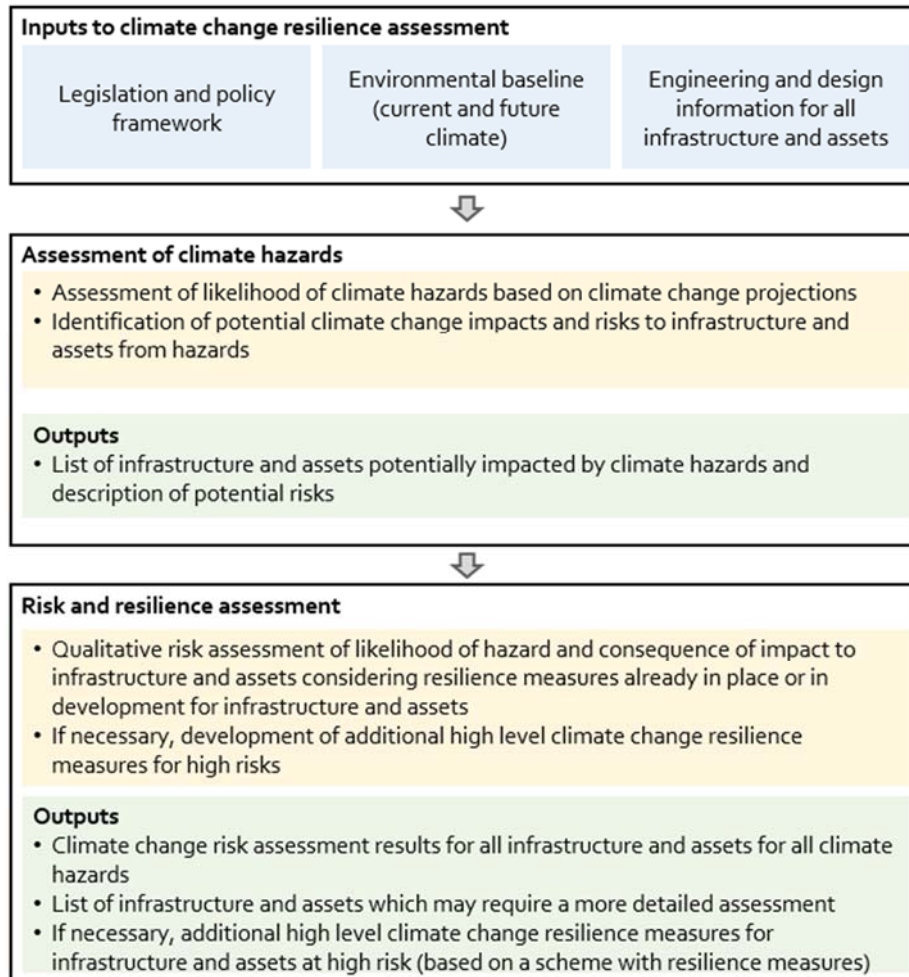 Inputs to climate change resilience assessment
Legislation and policy
framework
Environmental baseline
(current and future
climate)
Engineering and design
information for all
infrastructure and assets
Assessment of climate hazards
• Assessment of likelihood of climate hazards based on climate change projections
• Identification of potential climate change impacts and risks to infrastructure and
assets from hazards
Outputs
• List of infrastructure and assets potentially impacted by climate hazards and
description of potential risks
Risk and resilience assessment
• Qualitative risk assessment of likelihood of hazard and consequence of impact to
infrastructure and assets considering resilience measures already in place or in
development for infrastructure and assets
• If necessary, development of additional high level climate change resilience
measures for high risks
Outputs
• Climate change risk assessment results for all infrastructure and assets for all climate
hazards
• List of infrastructure and assets which may require a more detailed assessment
• If necessary, additional high level climate change resilience measures for
infrastructure and assets at high risk (based on a scheme with resilience measures)